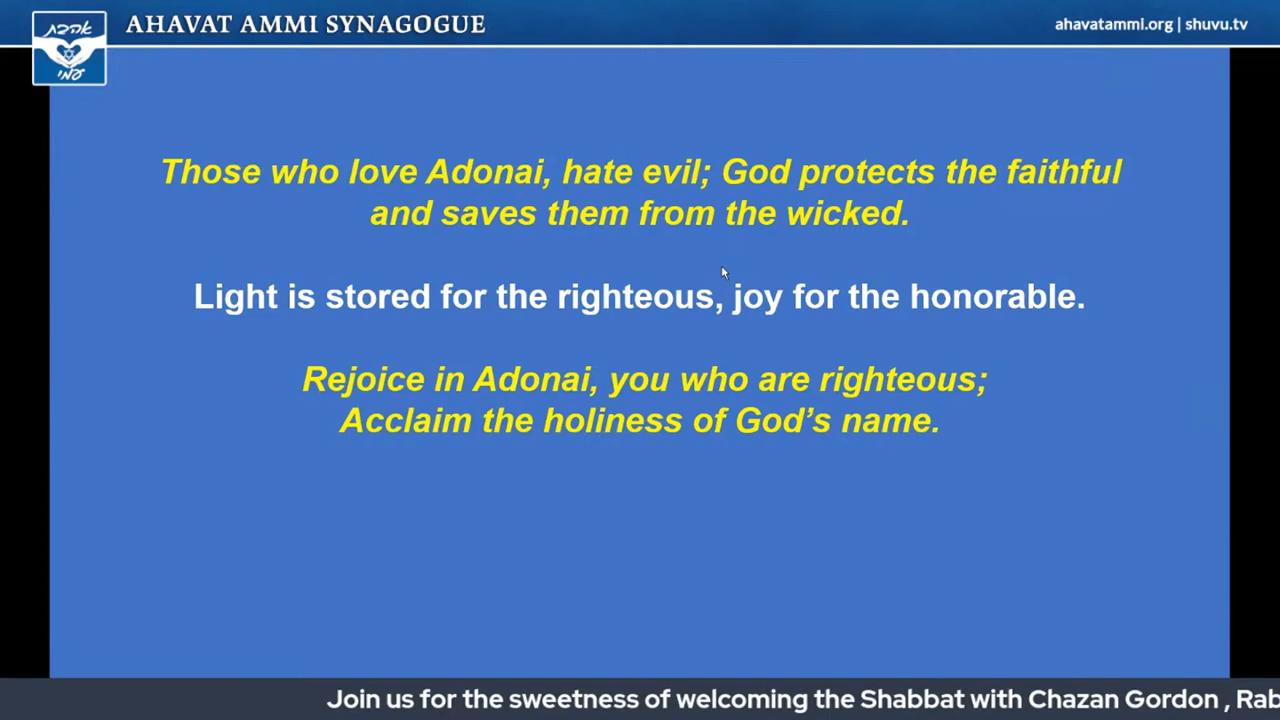 אהבת
עמי
AHAVAT AMMI SYNAGOGUE
ahavatammi.org | shuvu.tv
Those who love Adonai, hate evil; God protects the faithful
and saves them from the wicked.
Light is stored for the righteous, joy for the honorable.
Rejoice in Adonai, you who are righteous;
Acclaim the holiness of God’s name.
Join us for the sweetness of welcoming the Shabbat with Chazan Gordon , Rab